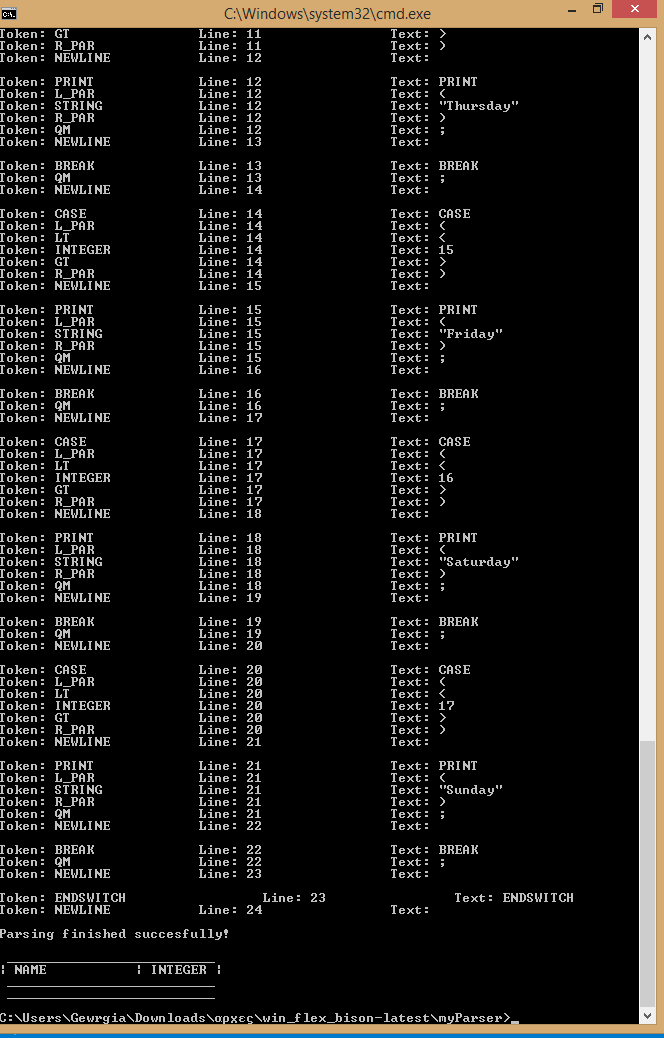 C:\Windows\system32\cmd.exe
Token: GT Line: 11 Text: >
Token: R_PAR Line: 11 Text: )
Token: NEWLINE Line: 12 Text:
Token: PRINT Line: 12 Text: PRINT
Token: L_PAR Line: 12 Text: (
Token: STRING Line: 12 Text: "Thursday"
Token: R_PAR Line: 12 Text: )
Token: QM Line: 12 Text: ;
Token: NEWLINE Line: 13 Text:
Token: BREAK Line: 13 Text: BREAK
Token: QM Line: 13 Text: ;
Token: NEWLINE Line: 14 Text:
Token: CASE Line: 14 Text: CASE
Token: L_PAR Line: 14 Text: (
Token: LT Line: 14 Text: <
Token: INTEGER Line: 14 Text: 15
Token: GT Line: 14 Text: >
Token: R_PAR Line: 14 Text: )
Token: NEWLINE Line: 15 Text:
Token: PRINT Line: 15 Text: PRINT
Token: L_PAR Line: 15 Text: (
Token: STRING Line: 15 Text: "Friday"
Token: R_PAR Line: 15 Text: )
Token: QM Line: 15 Text: ;
Token: NEWLINE Line: 16 Text:
Token: BREAK Line: 16 Text: BREAK
Token: QM Line: 16 Text: ;
Token: NEWLINE Line: 17 Text:
Token: CASE Line: 17 Text: CASE
Token: L_PAR Line: 17 Text: (
Token: LT Line: 17 Text: <
Token: INTEGER Line: 17 Text: 16
Token: GT Line: 17 Text: >
Token: R_PAR Line: 17 Text: )
Token: NEWLINE Line: 18 Text:
Token: PRINT Line: 18 Text: PRINT
Token: L_PAR Line: 18 Text: (
Token: STRING Line: 18 Text: "Saturday"
Token: R_PAR Line: 18 Text: )
Token: QM Line: 18 Text: ;
Token: NEWLINE Line: 19 Text:
Token: BREAK Line: 19 Text: BREAK
Token: QM Line: 19 Text: ;
Token: NEWLINE Line: 20 Text:
Token: CASE Line: 20 Text: CASE
Token: L_PAR Line: 20 Text: (
Token: LT Line: 20 Text: <
Token: INTEGER Line: 20 Text: 17
Token: GT Line: 20 Text: >
Token: R_PAR Line: 20 Text: )
Token: NEWLINE Line: 21 Text:
Token: PRINT Line: 21 Text: PRINT
Token: L_PAR Line: 21 Text: (
Token: STRING Line: 21 Text: "Sunday"
Token: R_PAR Line: 21 Text: )
Token: QM Line: 21 Text: ;
Token: NEWLINE Line: 22 Text:
Token: BREAK Line: 22 Text: BREAK
Token: QM Line: 22 Text: ;
Token: NEWLINE Line: 23 Text:
Token: ENDSWITCH Line: 23 Text: ENDSWITCH
Token: NEWLINE Line: 24 Text:
Parsing finished succesfully!
¦ NAME ¦ INTEGER ¦
C:\Users\Gewrgia\Downloads\αρχες\win_flex_bison-latest\myParser>_